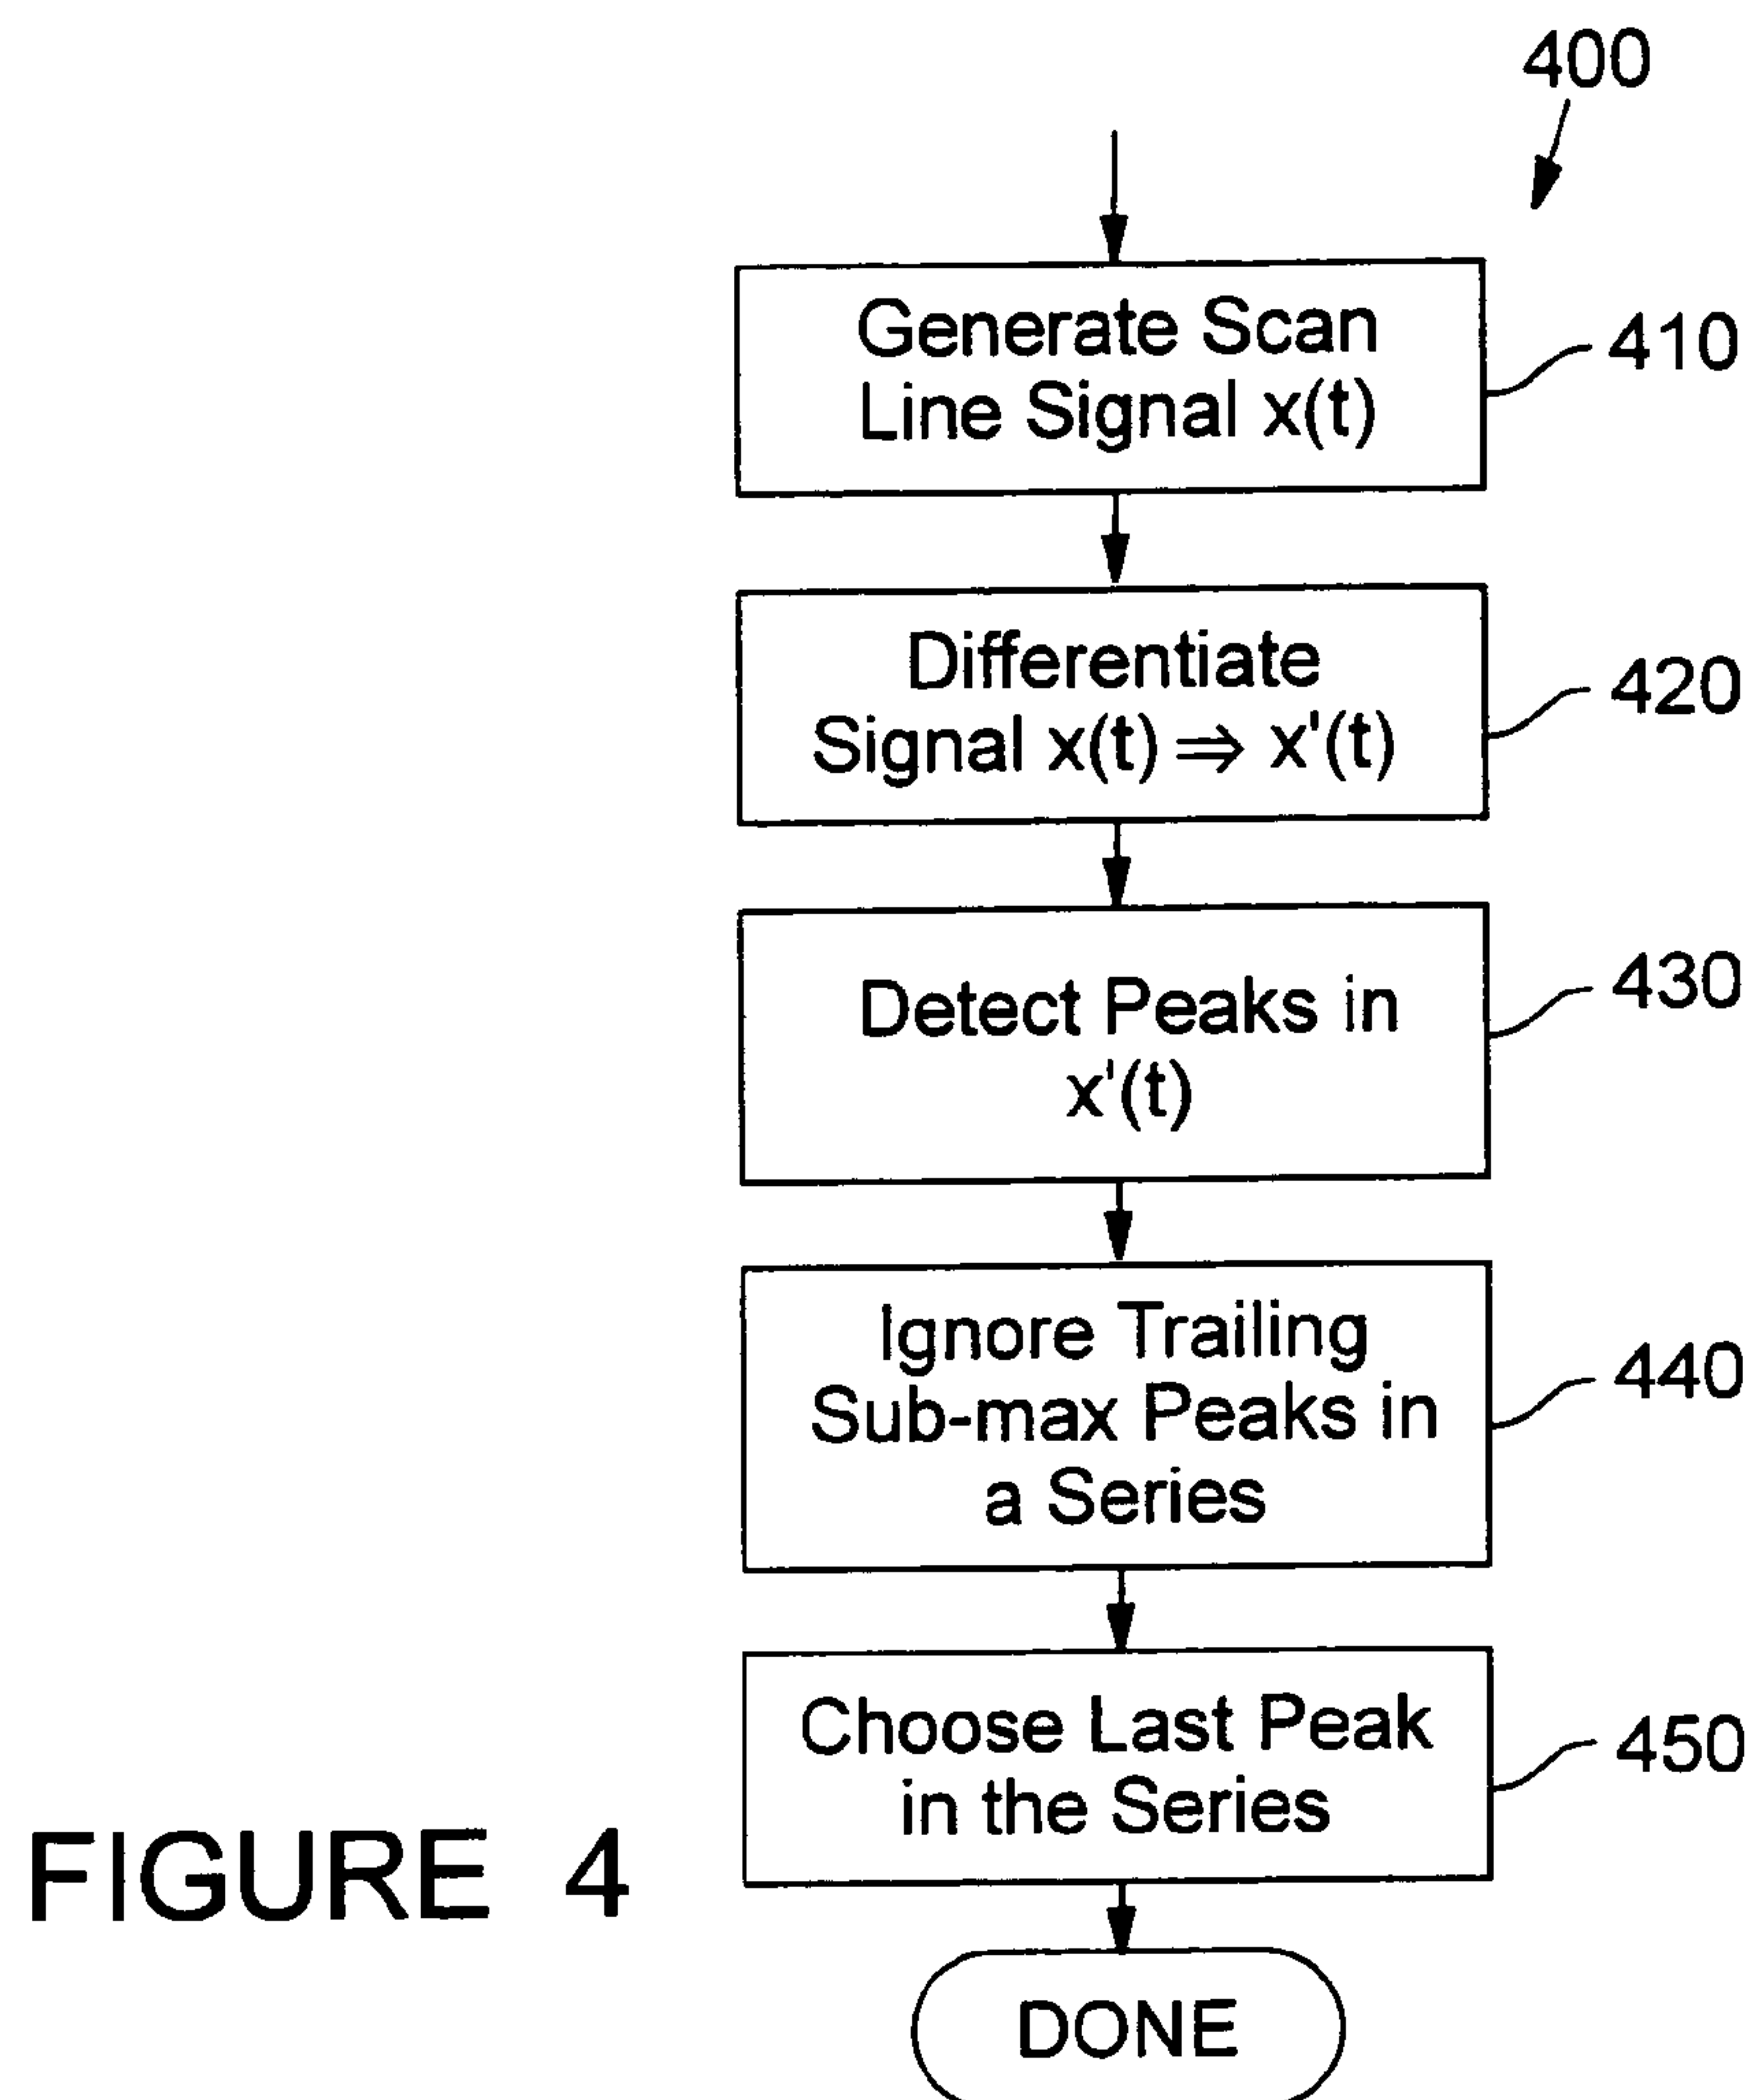 400
Generate Scan
Line Signal x(t)
410
Differentiate
Signal x(t) ⇒ x'(t)
420
Detect Peaks in
x'(t)
430
Ignore Trailing
Sub-max Peaks in
a Series
440
Choose Last Peak
in the Series
450
FIGURE 4
DONE